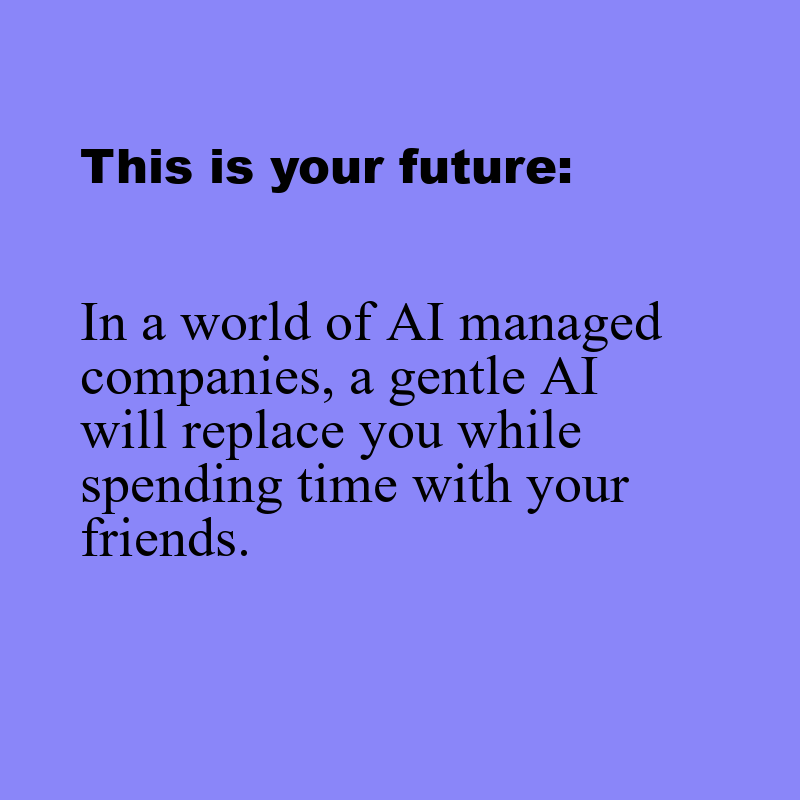 This is your future:
In a world of AI managed
companies, a gentle AI
will replace you while
spending time with your
friends.